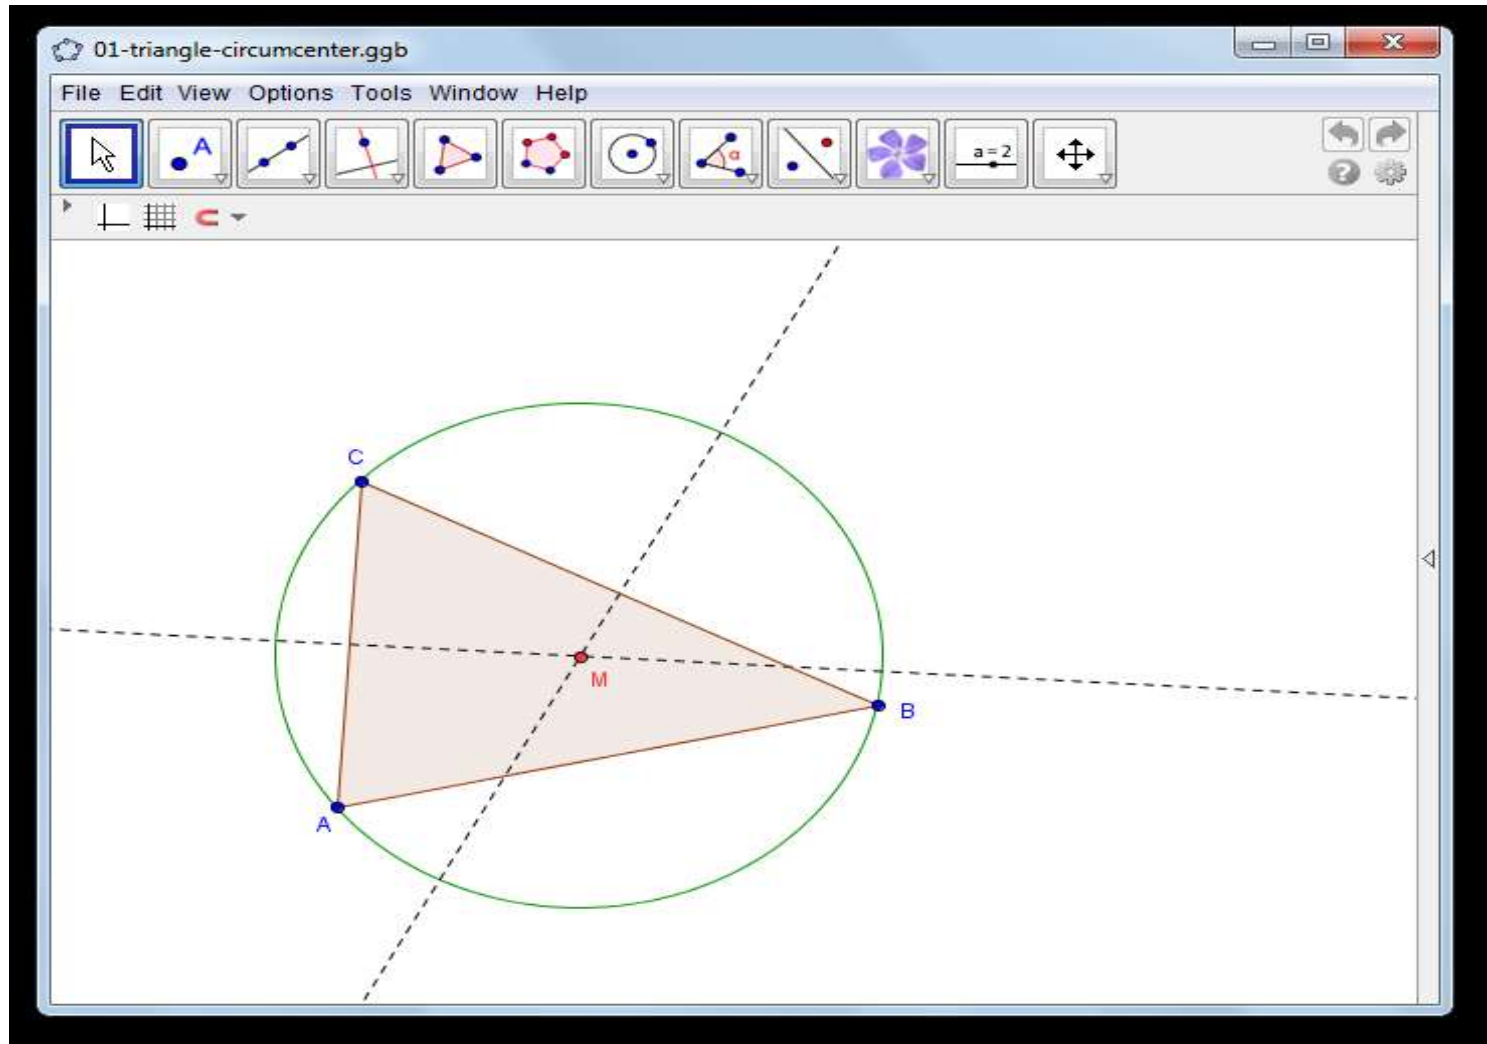 01-triangle-circumcenter.ggb
File Edit View Options Tools Window Help
A
α
a=2
?
C
M
B
A